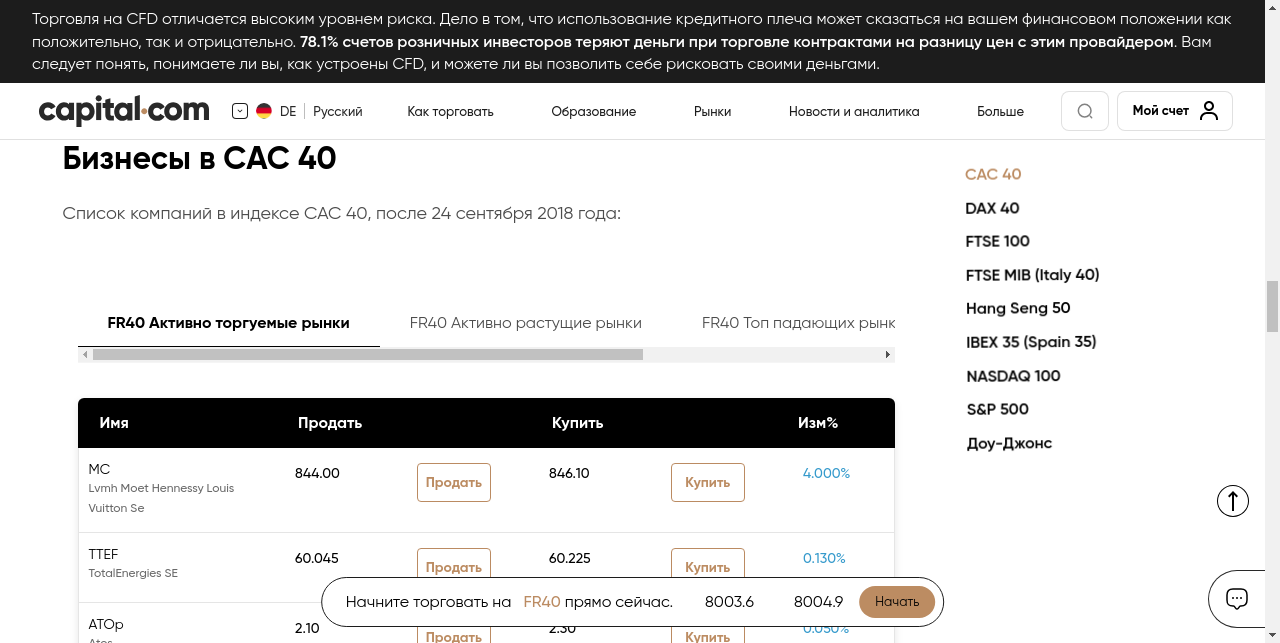 Торговля на CFD отличается высоким уровнем риска. Дело в том, что использование кредитного плеча может сказаться на вашем финансовом положении как
положительно, так и отрицательно. 78.1% счетов розничных инвесторов теряют деньги при торговле контрактами на разницу цен с этим провайдером. Вам
следует понять, понимаете ли вы, как устроены CFD, и можете ли вы позволить себе рисковать своими деньгами.
capital.com DE Русский Как торговать Образование Рынки Новости и аналитика Больше Мой счет
Бизнесы в CAC 40
Список компаний в индексе CAC 40, после 24 сентября 2018 года:
CAC 40
DAX 40
FTSE 100
FTSE MIB (Italy 40)
Hang Seng 50
IBEX 35 (Spain 35)
NASDAQ 100
S&P 500
Доу-Джонс
FR40 Активно торгуемые рынки FR40 Активно растущие рынки FR40 Топ падающих рынк
Имя Продать Купить Изм%
MC 844.00 Продать 846.10 Купить 4.000%
Lvmh Moet Hennessy Louis
Vuitton Se
TTEF 60.045 Продать 60.225 Купить 0.130%
TotalEnergies SE
ATOp 2.10 Продать 2.30 Купить 0.050%
Atos
Начните торговать на FR40 прямо сейчас. 8003.6 8004.9 Начать